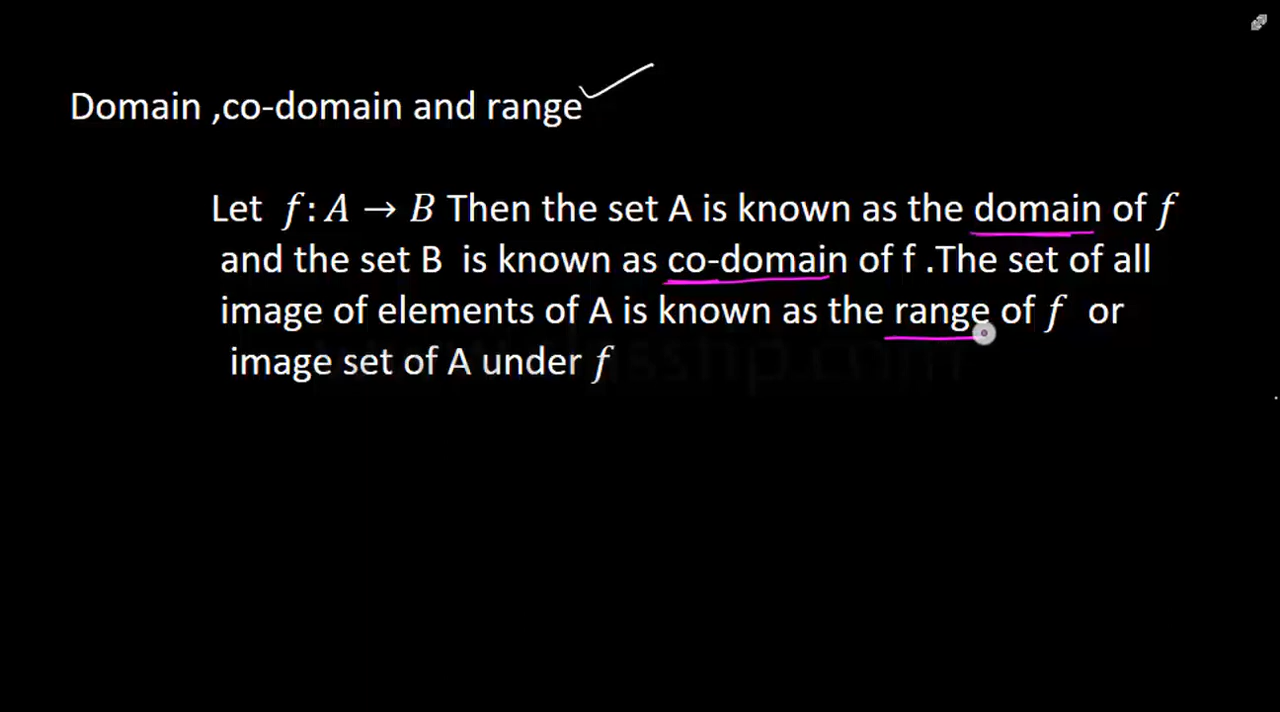 Domain ,co-domain and range
Let f: A → B Then the set A is known as the domain of f
and the set B is known as co-domain of f .The set of all
image of elements of A is known as the range of f or
image set of A under f